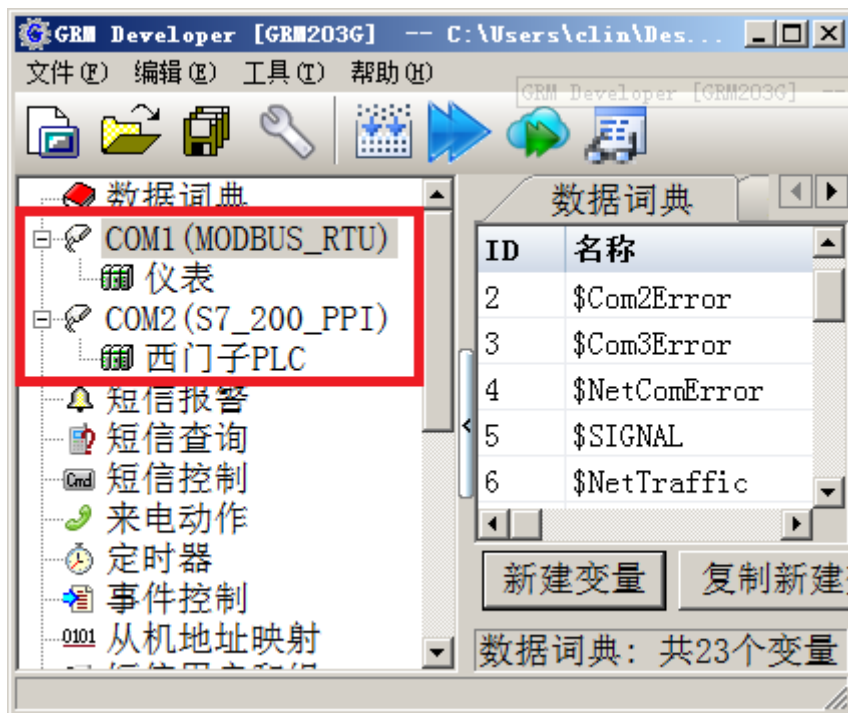 GRM Developer [GRM203G] -- C:\Users\clin\Des...
文件(F) 编辑(E) 工具(T) 帮助(H)
GRM Developer [GRM203G] --
数据词典
COM1(MODBUS_RTU)
仪表
COM2(S7_200_PPI)
西门子PLC
短信报警
短信查询
Cmd 短信控制
来电动作
定时器
事件控制
0101 从机地址映射
数据词典
ID 名称
2 $Com2Error
3 $Com3Error
4 $NetComError
5 $SIGNAL
6 $NetTraffic
新建变量 复制新建
数据词典: 共23个变量